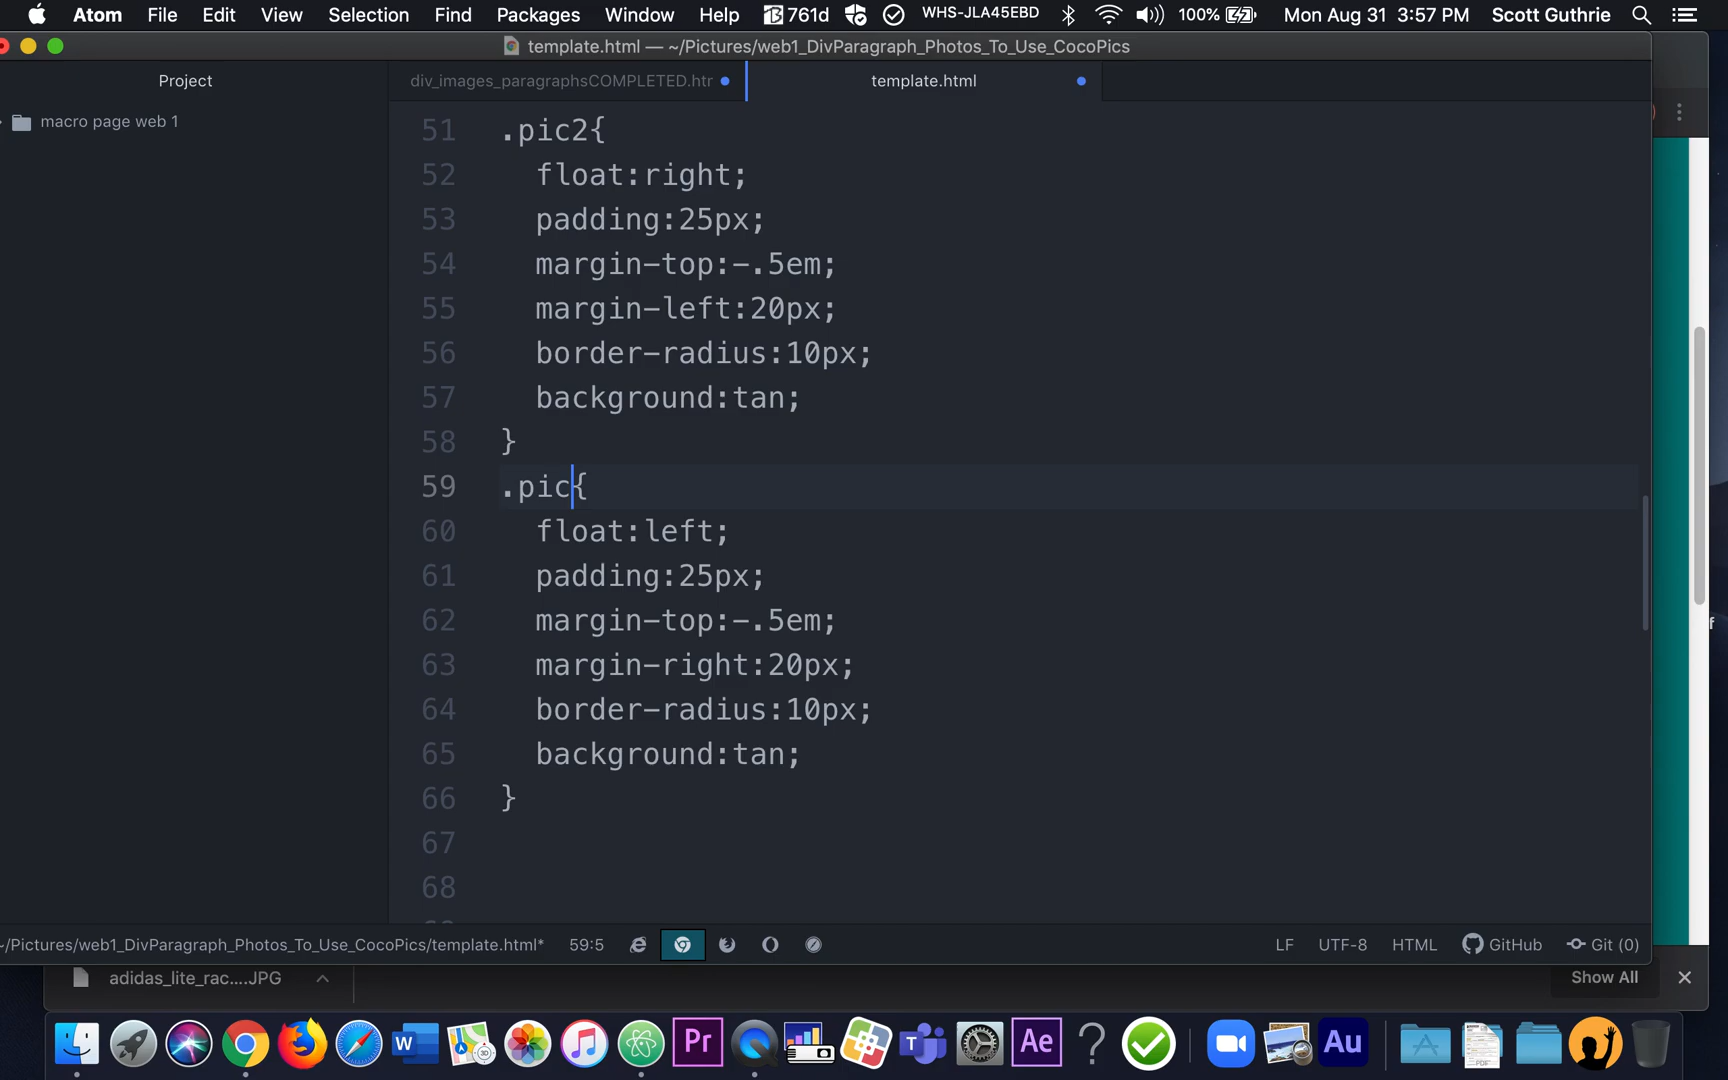 Atom File Edit View Selection Find Packages Window Help 761d WHS-JLA45EBD 100% Mon Aug 31 3:57 PM Scott Guthrie
template.html — ~/Pictures/web1_DivParagraph_Photos_To_Use_CocoPics
Project div_images_paragraphsCOMPLETED.htr template.html
macro page web 1
51 .pic2{
52 float:right;
53 padding:25px;
54 margin-top:-.5em;
55 margin-left:20px;
56 border-radius:10px;
57 background:tan;
58 }
59 .pic{
60 float:left;
61 padding:25px;
62 margin-top:-.5em;
63 margin-right:20px;
64 border-radius:10px;
65 background:tan;
66 }
67
68
~/Pictures/web1_DivParagraph_Photos_To_Use_CocoPics/template.html* 59:5 LF UTF-8 HTML GitHub Git (0)
adidas_lite_rac....JPG Show All
W 3D Pr T Ae ? PDF Au